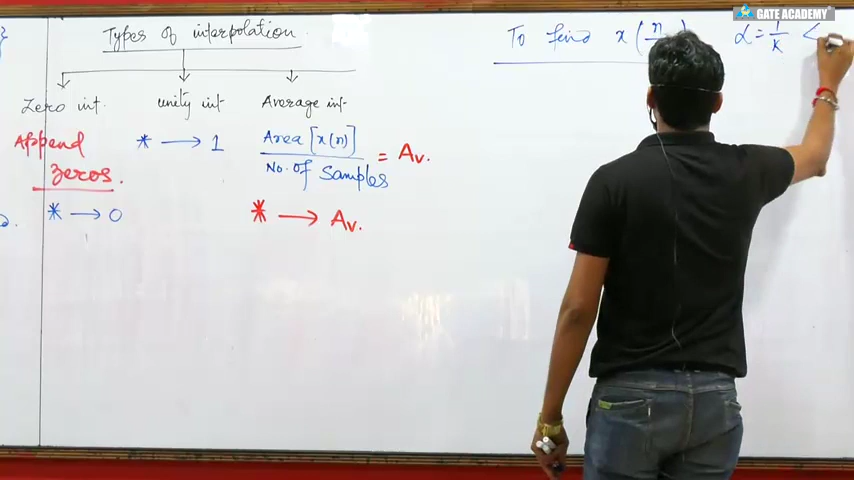 GATE ACADEMY
Types of interpolation
Zero int.
unity int
Average int
Append
Zeros.
* → 0
* → 1
Area [x(n)]
No. of Samples
= Av.
* → Av.
To find x(n
α = 1/K <